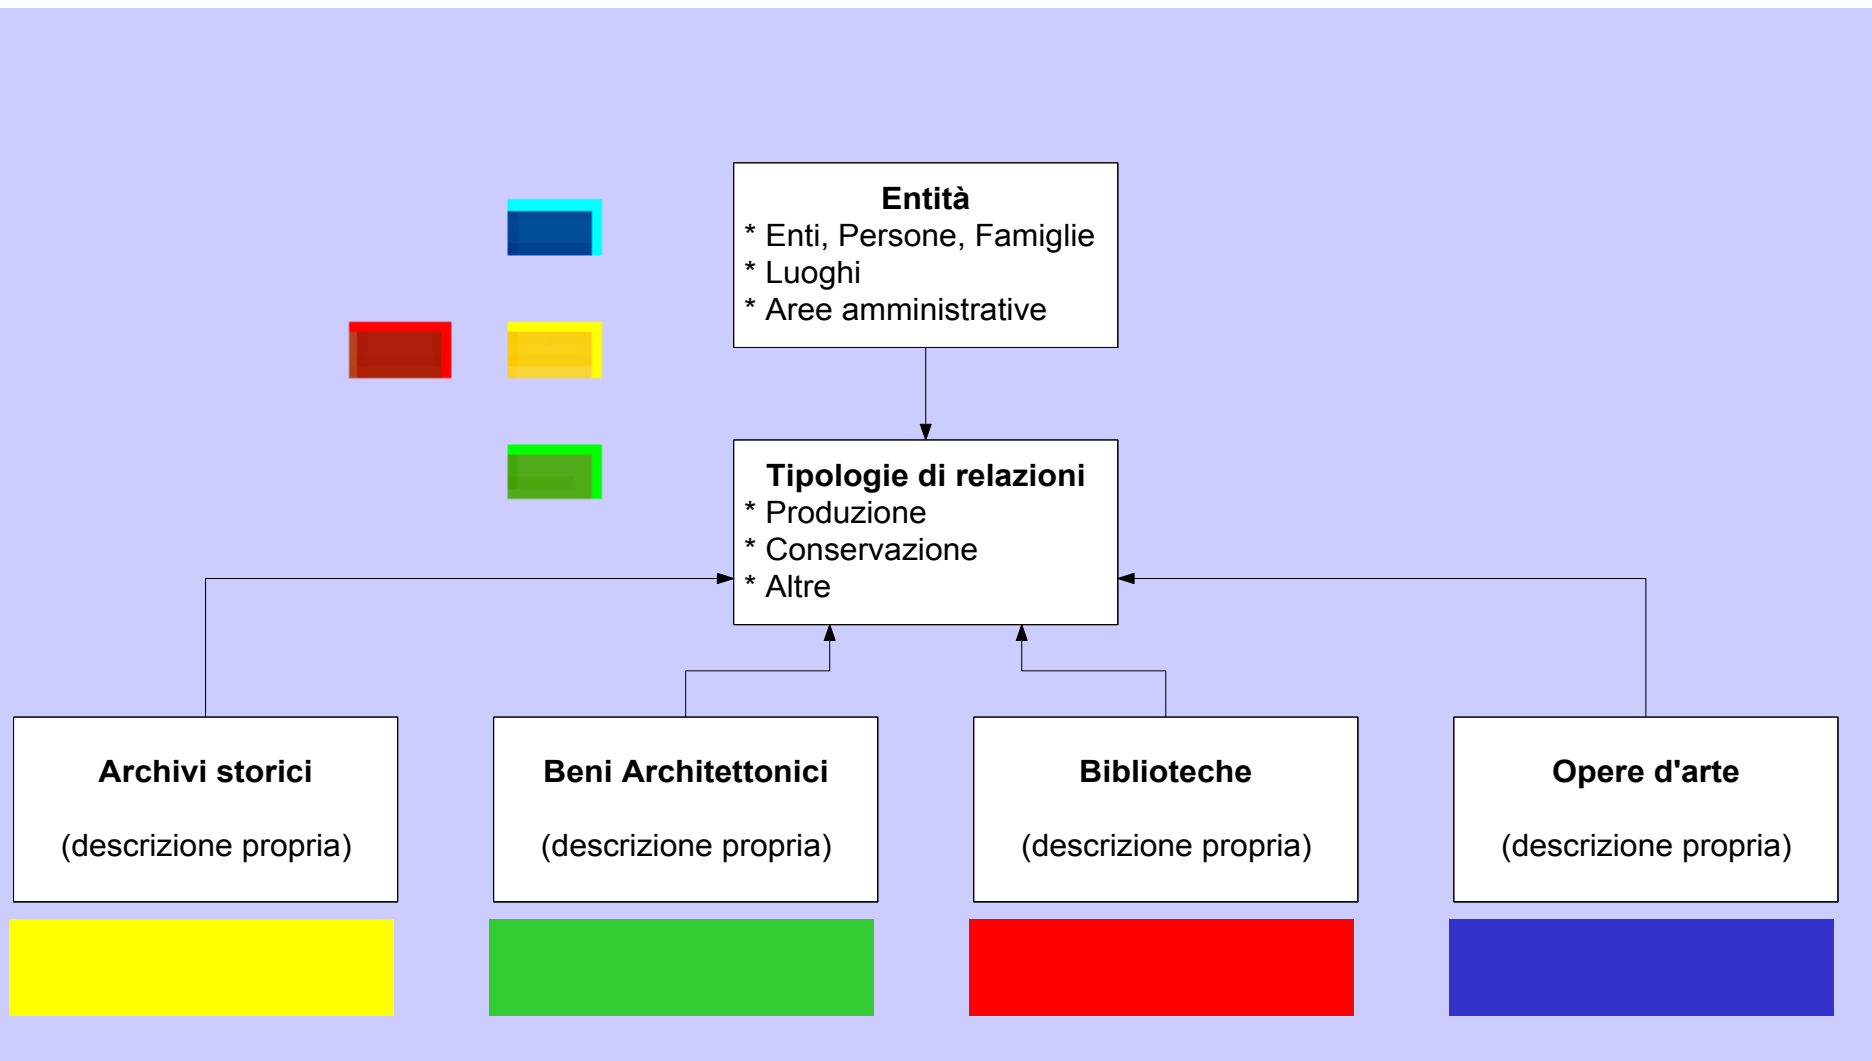 Entità
* Enti, Persone, Famiglie
* Luoghi
* Aree amministrative
Tipologie di relazioni
* Produzione
* Conservazione
* Altre
Archivi storici
(descrizione propria)
Beni Architettonici
(descrizione propria)
Biblioteche
(descrizione propria)
Opere d'arte
(descrizione propria)